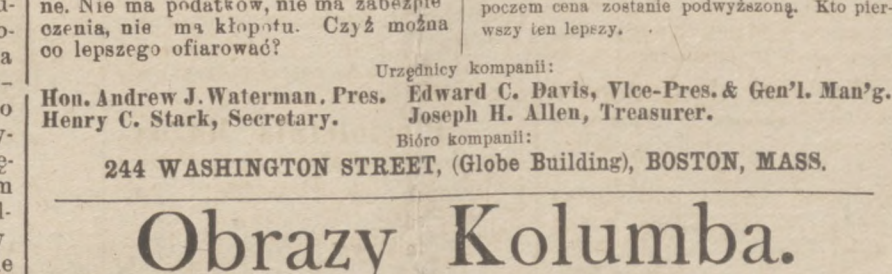 ne. Nie ma podatków, nie ma zabezpie
czenia, nie ma kłopotu. Czyż można
co lepszego ofiarować?
poczem cena zostanie podwyższoną. Kto pier-
wszy ten lepszy.
Urzędnicy kompanii:
Hon. Andrew J. Waterman, Pres. Edward C. Davis, Vice-Pres. & Gen'l. Man'g.
Henry C. Stark, Secretary. Joseph H. Allen, Treasurer.
Bióro kompanii:
244 WASHINGTON STREET, (Globe Building), BOSTON, MASS.
Obrazy Kolumba.